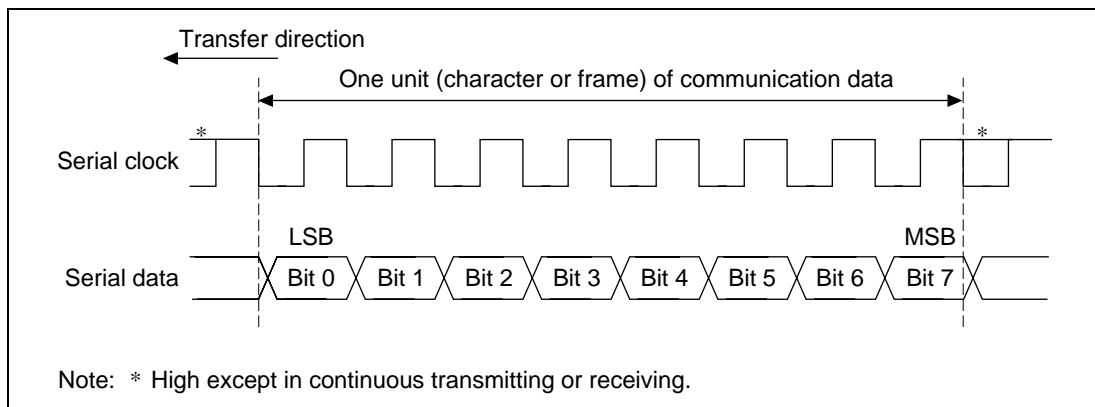 Transfer direction
One unit (character or frame) of communication data
* *
Serial clock
LSB MSB
Serial data Bit 0 Bit 1 Bit 2 Bit 3 Bit 4 Bit 5 Bit 6 Bit 7
Note: * High except in continuous transmitting or receiving.